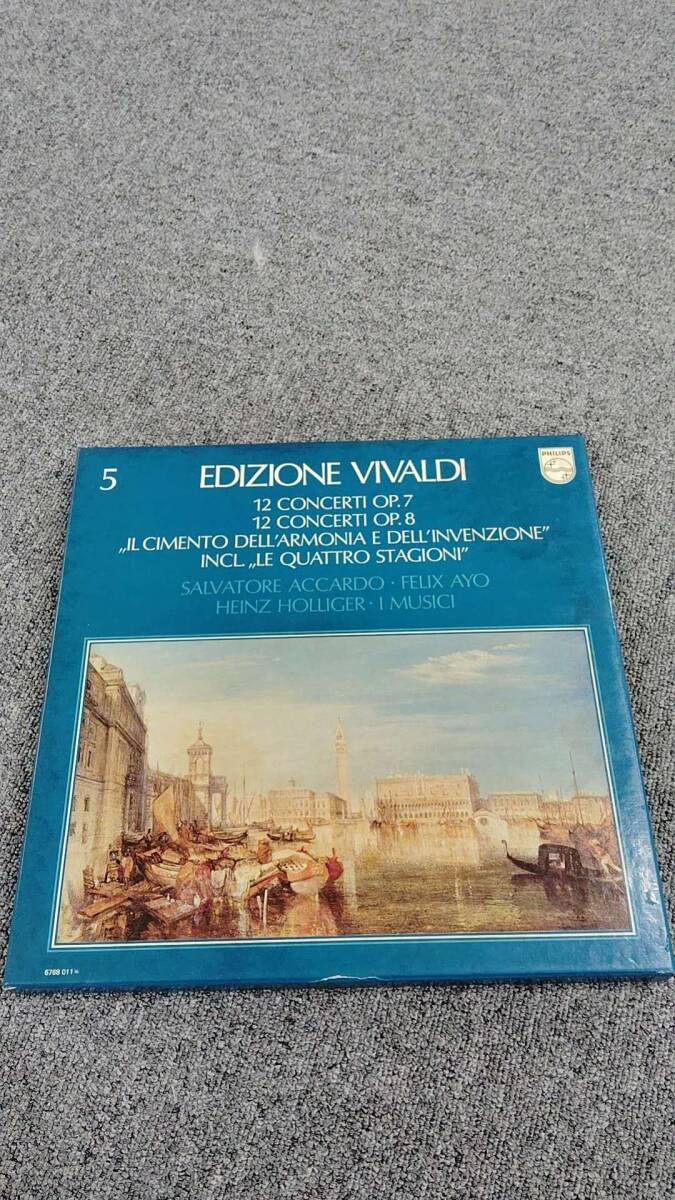 5
EDIZIONE VIVALDI
PHILIPS
12 CONCERTI OP.7
12 CONCERTI OP.8
„IL CIMENTO DELL'ARMONIA E DELL'INVENZIONE”
INCL. „LE QUATTRO STAGIONI”
SALVATORE ACCARDO · FELIX AYO
HEINZ HOLLIGER · I MUSICI
6768 011